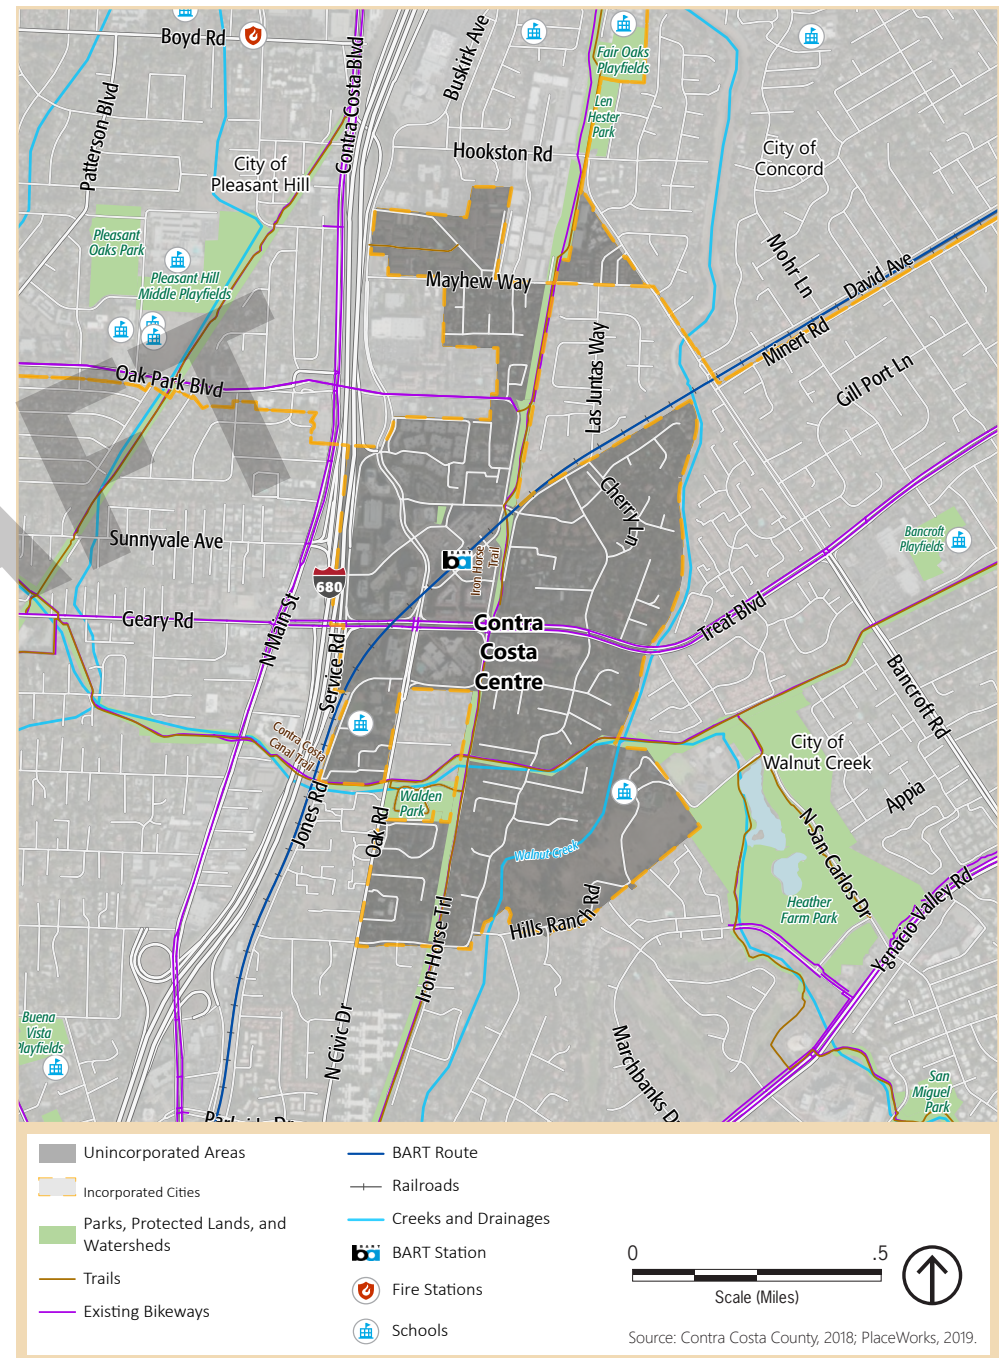 Boyd Rd
Contra Costa Blvd
Buskirk Ave
Fair Oaks
Playfields
Len
Hester
Park
Patterson Blvd
City of
Pleasant Hill
Hookston Rd
City of
Concord
Pleasant
Oaks Park
Pleasant Hill
Middle Playfields
Mayhew Way
Mohr Ln
David Ave
Minert Rd
Gill Port Ln
Oak Park Blvd
Las Juntas Way
Cherry Ln
Sunnyvale Ave
BART
ba
Iron Horse
Trail
Bancroft
Playfields
680
Geary Rd
N Main St
Service Rd
Contra
Costa
Centre
Treat Blvd
Bancroft Rd
Contra Costa
Canal Trail
City of
Walnut Creek
Jones Rd
Oak Rd
Walden
Park
Appia
N San Carlos Dr
Walnut Creek
Heather
Farm Park
Hills Ranch Rd
Iron Horse Trl
Ygnacio Valley Rd
Buena
Vista
Playfields
N Civic Dr
Marchbanks Dr
San
Miguel
Park
Unincorporated Areas
Incorporated Cities
Parks, Protected Lands, and
Watersheds
Trails
Existing Bikeways
BART Route
Railroads
Creeks and Drainages
BART
ba
BART Station
Fire Stations
Schools
0 .5
Scale (Miles)
Source: Contra Costa County, 2018; PlaceWorks, 2019.